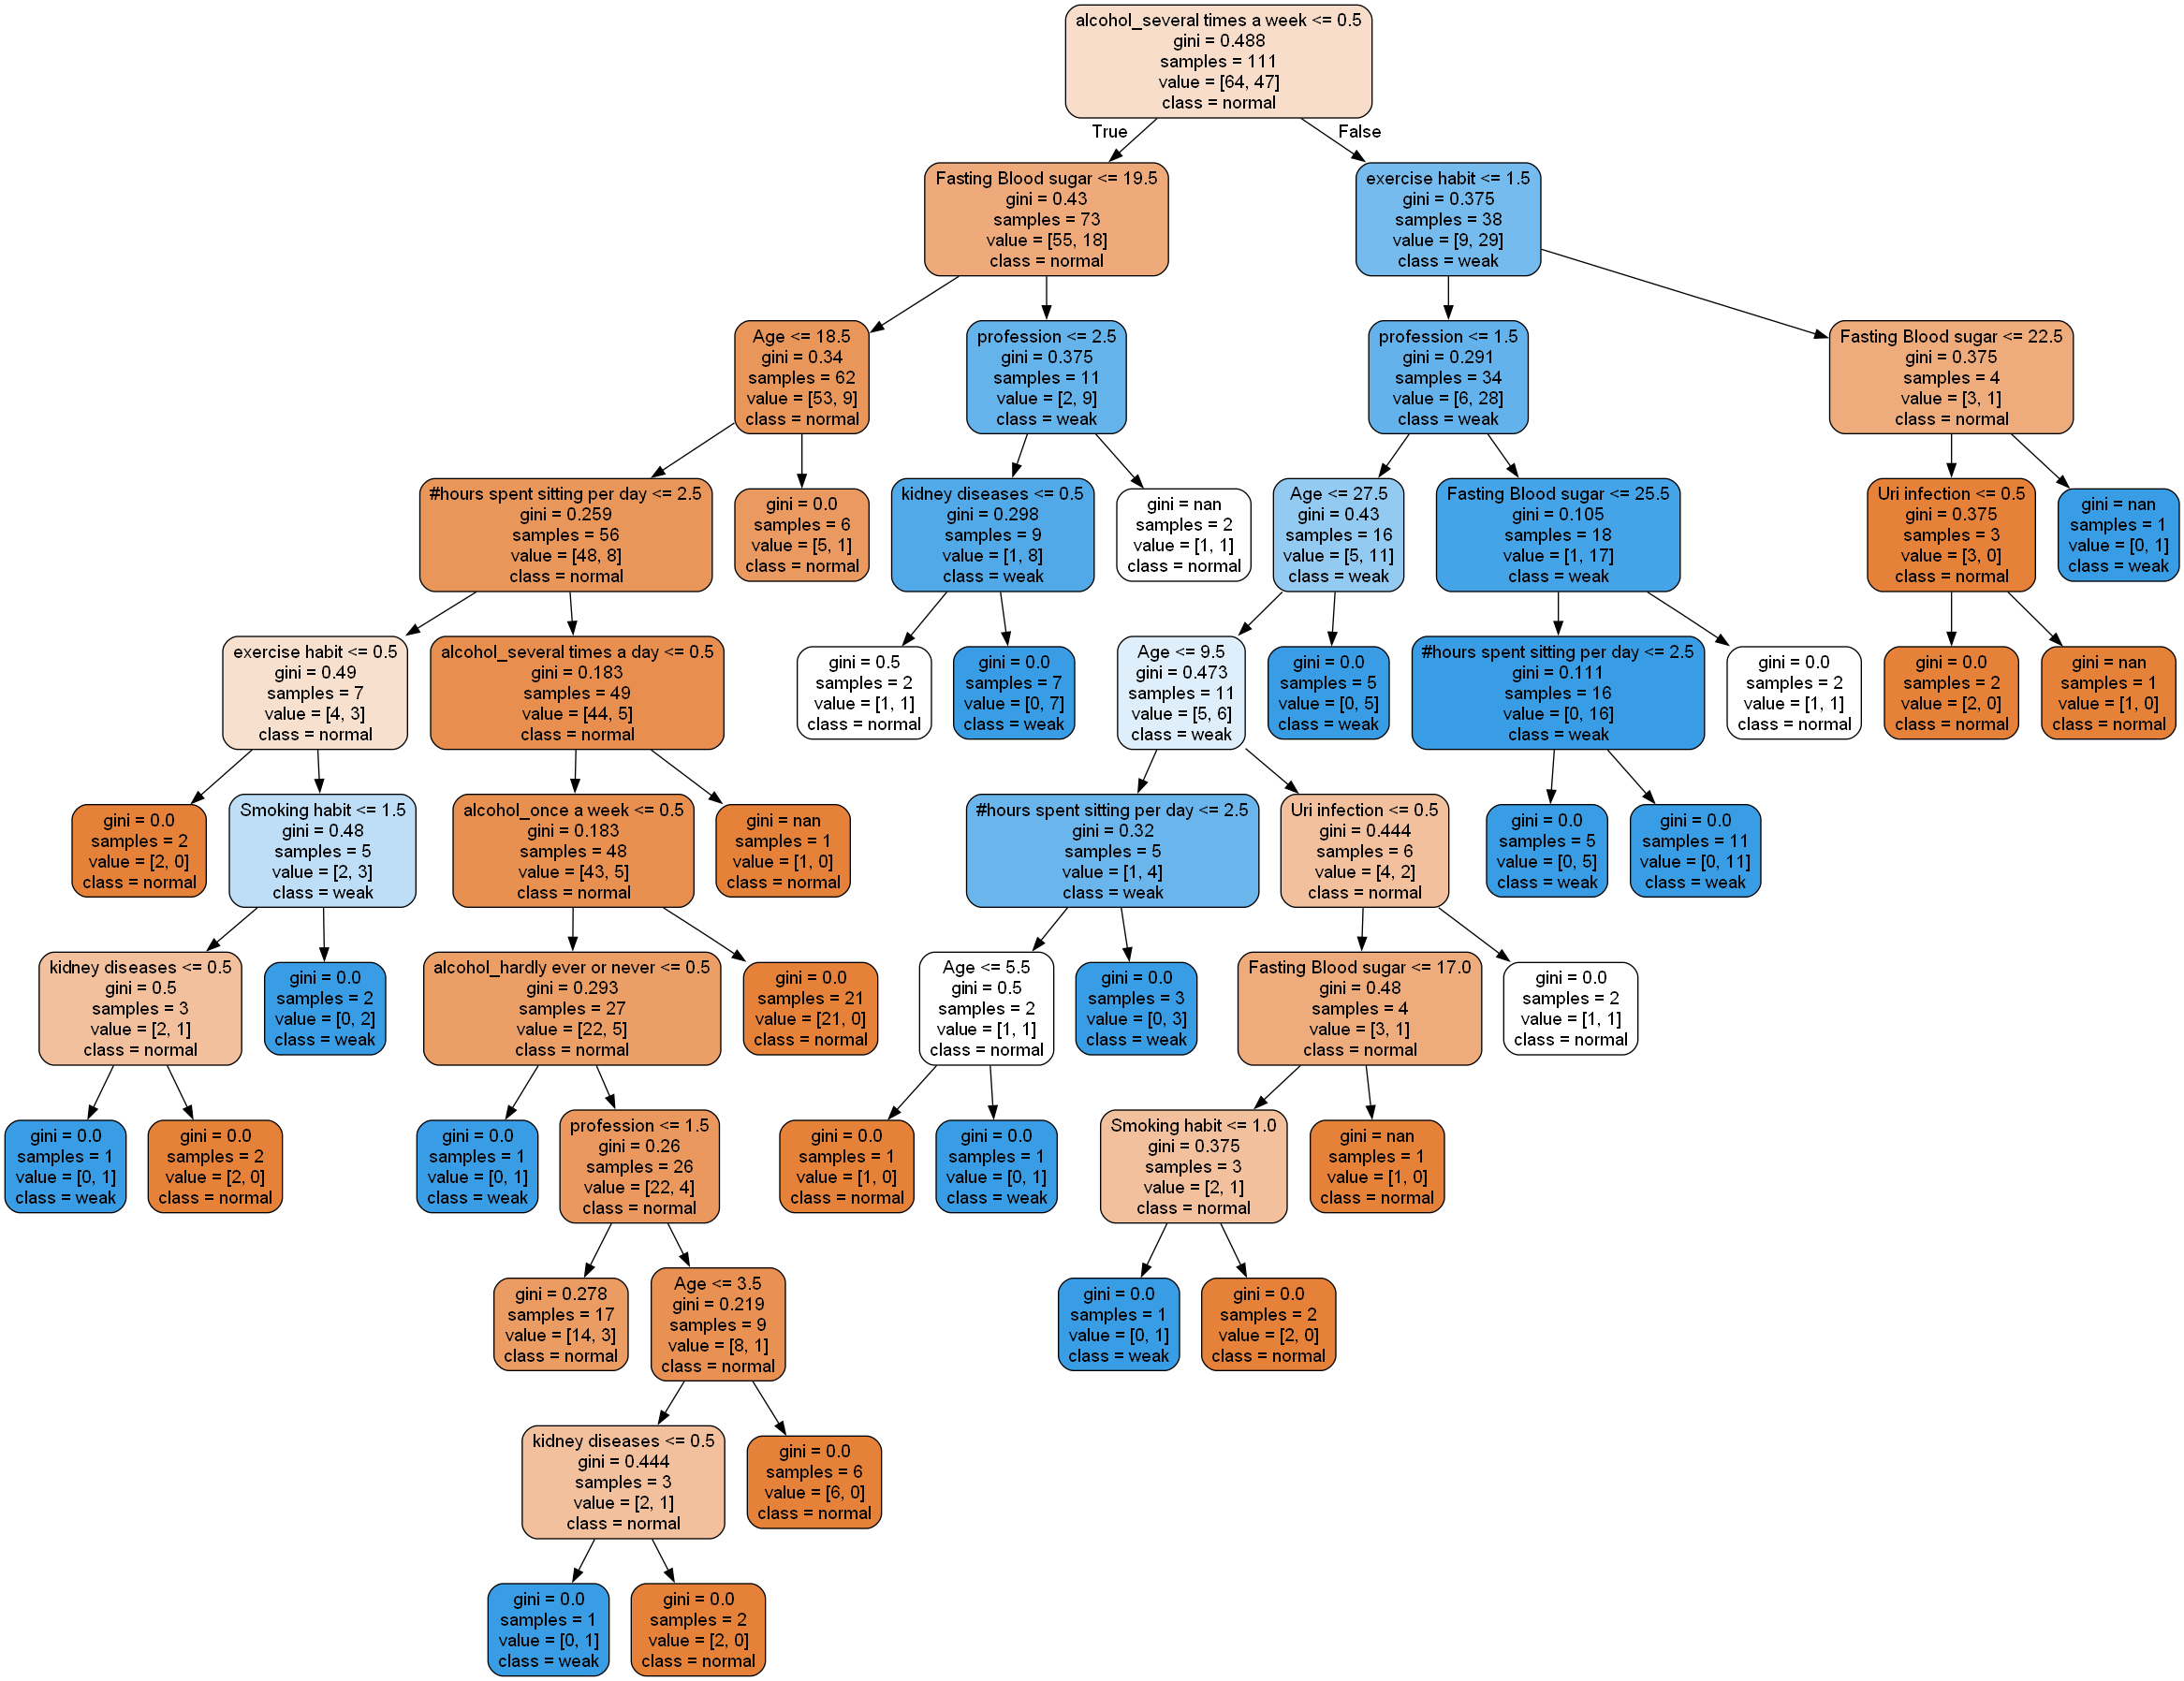 alcohol_several times a week <= 0.5
gini = 0.488
samples = 111
value = [64, 47]
class = normal
True
False
Fasting Blood sugar <= 19.5
gini = 0.43
samples = 73
value = [55, 18]
class = normal
exercise habit <= 1.5
gini = 0.375
samples = 38
value = [9, 29]
class = weak
Age <= 18.5
gini = 0.34
samples = 62
value = [53, 9]
class = normal
profession <= 2.5
gini = 0.375
samples = 11
value = [2, 9]
class = weak
profession <= 1.5
gini = 0.291
samples = 34
value = [6, 28]
class = weak
Fasting Blood sugar <= 22.5
gini = 0.375
samples = 4
value = [3, 1]
class = normal
#hours spent sitting per day <= 2.5
gini = 0.259
samples = 56
value = [48, 8]
class = normal
gini = 0.0
samples = 6
value = [5, 1]
class = normal
kidney diseases <= 0.5
gini = 0.298
samples = 9
value = [1, 8]
class = weak
gini = nan
samples = 2
value = [1, 1]
class = normal
Age <= 27.5
gini = 0.43
samples = 16
value = [5, 11]
class = weak
Fasting Blood sugar <= 25.5
gini = 0.105
samples = 18
value = [1, 17]
class = weak
Uri infection <= 0.5
gini = 0.375
samples = 3
value = [3, 0]
class = normal
gini = nan
samples = 1
value = [0, 1]
class = weak
exercise habit <= 0.5
gini = 0.49
samples = 7
value = [4, 3]
class = normal
alcohol_several times a day <= 0.5
gini = 0.183
samples = 49
value = [44, 5]
class = normal
gini = 0.5
samples = 2
value = [1, 1]
class = normal
gini = 0.0
samples = 7
value = [0, 7]
class = weak
Age <= 9.5
gini = 0.473
samples = 11
value = [5, 6]
class = weak
gini = 0.0
samples = 5
value = [0, 5]
class = weak
#hours spent sitting per day <= 2.5
gini = 0.111
samples = 16
value = [0, 16]
class = weak
gini = 0.0
samples = 2
value = [1, 1]
class = normal
gini = 0.0
samples = 2
value = [2, 0]
class = normal
gini = nan
samples = 1
value = [1, 0]
class = normal
gini = 0.0
samples = 2
value = [2, 0]
class = normal
Smoking habit <= 1.5
gini = 0.48
samples = 5
value = [2, 3]
class = weak
alcohol_once a week <= 0.5
gini = 0.183
samples = 48
value = [43, 5]
class = normal
gini = nan
samples = 1
value = [1, 0]
class = normal
#hours spent sitting per day <= 2.5
gini = 0.32
samples = 5
value = [1, 4]
class = weak
Uri infection <= 0.5
gini = 0.444
samples = 6
value = [4, 2]
class = normal
gini = 0.0
samples = 5
value = [0, 5]
class = weak
gini = 0.0
samples = 11
value = [0, 11]
class = weak
kidney diseases <= 0.5
gini = 0.5
samples = 3
value = [2, 1]
class = normal
gini = 0.0
samples = 2
value = [0, 2]
class = weak
alcohol_hardly ever or never <= 0.5
gini = 0.293
samples = 27
value = [22, 5]
class = normal
gini = 0.0
samples = 21
value = [21, 0]
class = normal
Age <= 5.5
gini = 0.5
samples = 2
value = [1, 1]
class = normal
gini = 0.0
samples = 3
value = [0, 3]
class = weak
Fasting Blood sugar <= 17.0
gini = 0.48
samples = 4
value = [3, 1]
class = normal
gini = 0.0
samples = 2
value = [1, 1]
class = normal
gini = 0.0
samples = 1
value = [0, 1]
class = weak
gini = 0.0
samples = 2
value = [2, 0]
class = normal
gini = 0.0
samples = 1
value = [0, 1]
class = weak
profession <= 1.5
gini = 0.26
samples = 26
value = [22, 4]
class = normal
gini = 0.0
samples = 1
value = [1, 0]
class = normal
gini = 0.0
samples = 1
value = [0, 1]
class = weak
Smoking habit <= 1.0
gini = 0.375
samples = 3
value = [2, 1]
class = normal
gini = nan
samples = 1
value = [1, 0]
class = normal
gini = 0.278
samples = 17
value = [14, 3]
class = normal
Age <= 3.5
gini = 0.219
samples = 9
value = [8, 1]
class = normal
gini = 0.0
samples = 1
value = [0, 1]
class = weak
gini = 0.0
samples = 2
value = [2, 0]
class = normal
kidney diseases <= 0.5
gini = 0.444
samples = 3
value = [2, 1]
class = normal
gini = 0.0
samples = 6
value = [6, 0]
class = normal
gini = 0.0
samples = 1
value = [0, 1]
class = weak
gini = 0.0
samples = 2
value = [2, 0]
class = normal